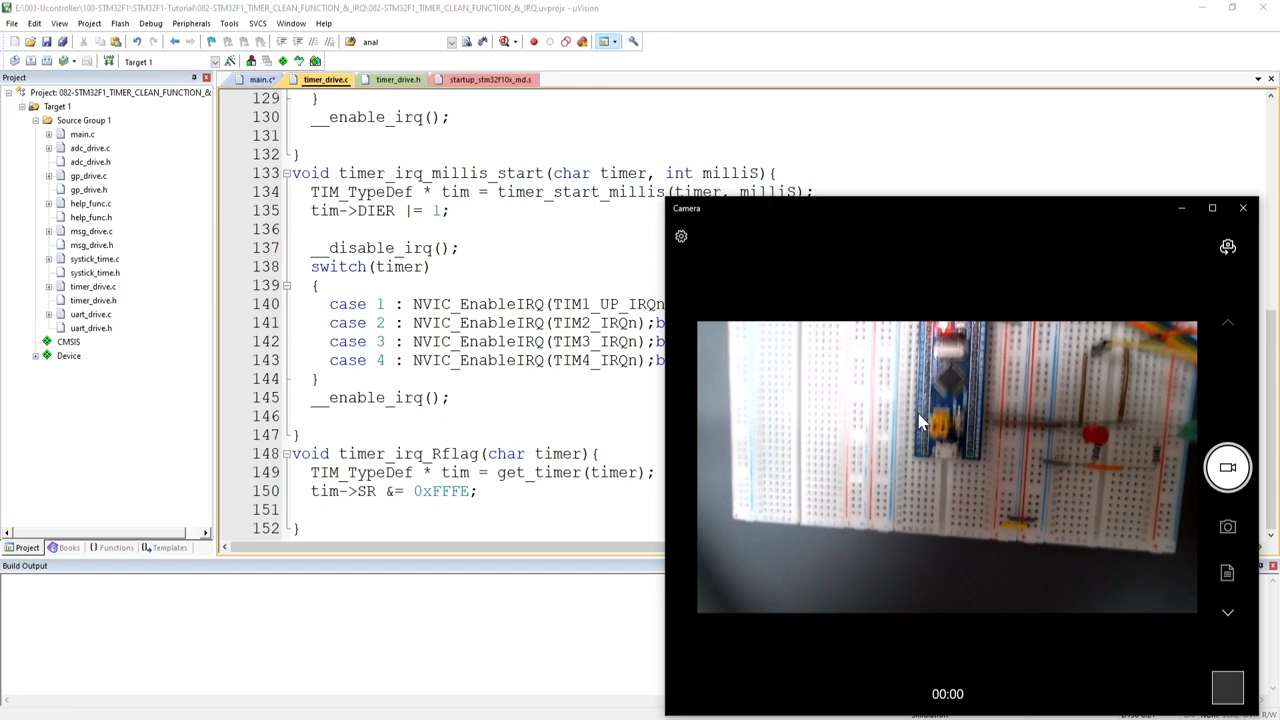 E:\003-Ucontroller\100-STM32F1\STM32F1-Tutorial\082-STM32F1_TIMER_CLEAN_FUNCTION_&_IRQ\082-STM32F1_TIMER_CLEAN_FUNCTION_&_IRQ.uvprojx - µVision
File Edit View Project Flash Debug Peripherals Tools SVCS Window Help
anal
Target 1
Project
main.c* timer_drive.c timer_drive.h startup_stm32f10x_md.s
Project: 082-STM32F1_TIMER_CLEAN_FUNCTION_&
Target 1
Source Group 1
main.c
adc_drive.c
adc_drive.h
gp_drive.c
gp_drive.h
help_func.c
help_func.h
msg_drive.c
msg_drive.h
systick_time.c
systick_time.h
timer_drive.c
timer_drive.h
uart_drive.c
uart_drive.h
CMSIS
Device
Project Books {} Functions Templates
129 }
130 __enable_irq();
131
132 }
133 void timer_irq_millis_start(char timer, int milliS){
134 TIM_TypeDef * tim = timer_start_millis(timer, milliS);
135 tim->DIER |= 1;
136
137 __disable_irq();
138 switch(timer)
139 {
140 case 1 : NVIC_EnableIRQ(TIM1_UP_IRQn
141 case 2 : NVIC_EnableIRQ(TIM2_IRQn);b
142 case 3 : NVIC_EnableIRQ(TIM3_IRQn);b
143 case 4 : NVIC_EnableIRQ(TIM4_IRQn);b
144 }
145 __enable_irq();
146
147 }
148 void timer_irq_Rflag(char timer){
149 TIM_TypeDef * tim = get_timer(timer);
150 tim->SR &= 0xFFFE;
151
152 }
Build Output
Camera
00:00